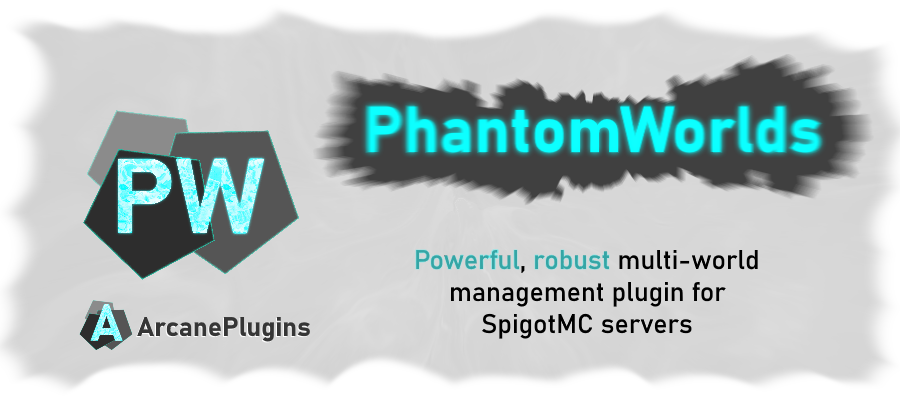 PhantomWorlds
PW
Powerful, robust multi-world
management plugin for
SpigotMC servers
A ArcanePlugins